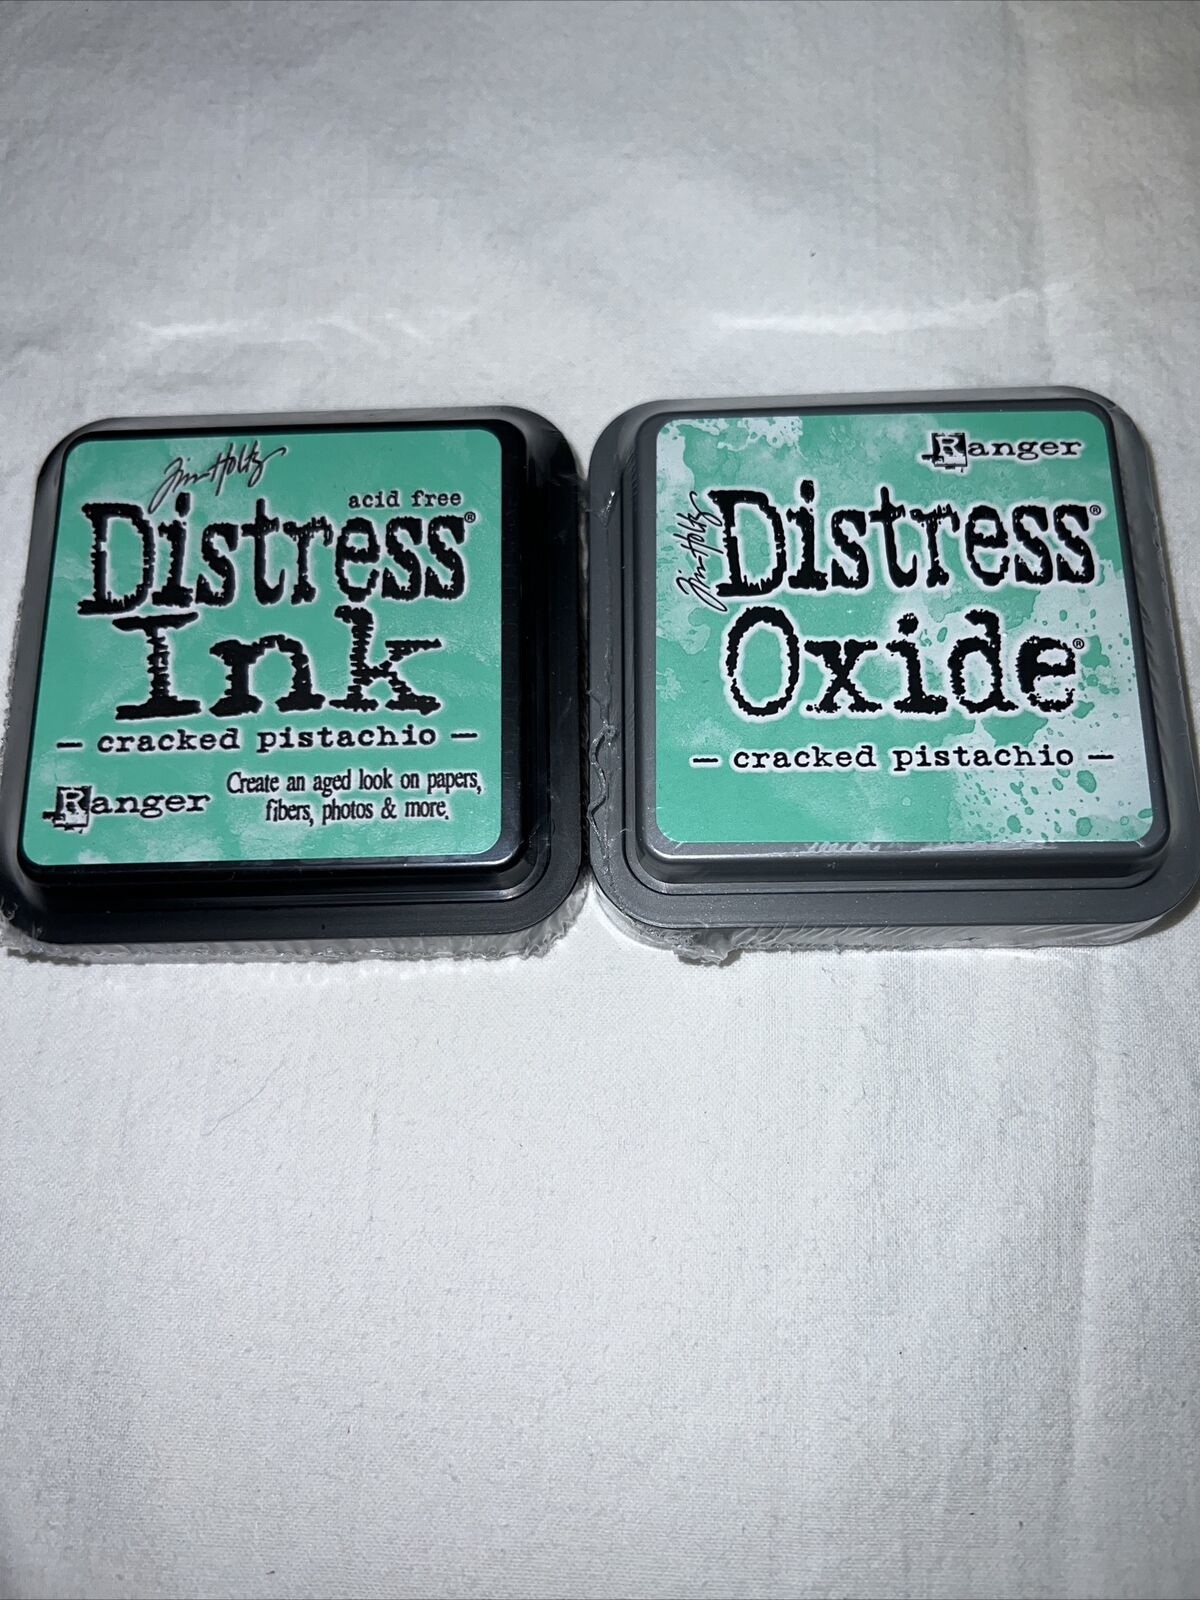 Tim Holtz
acid free
Distress®
Ink
— cracked pistachio —
Ranger
Create an aged look on papers,
fibers, photos & more.
Ranger
Tim Holtz
Distress®
Oxide®
— cracked pistachio —